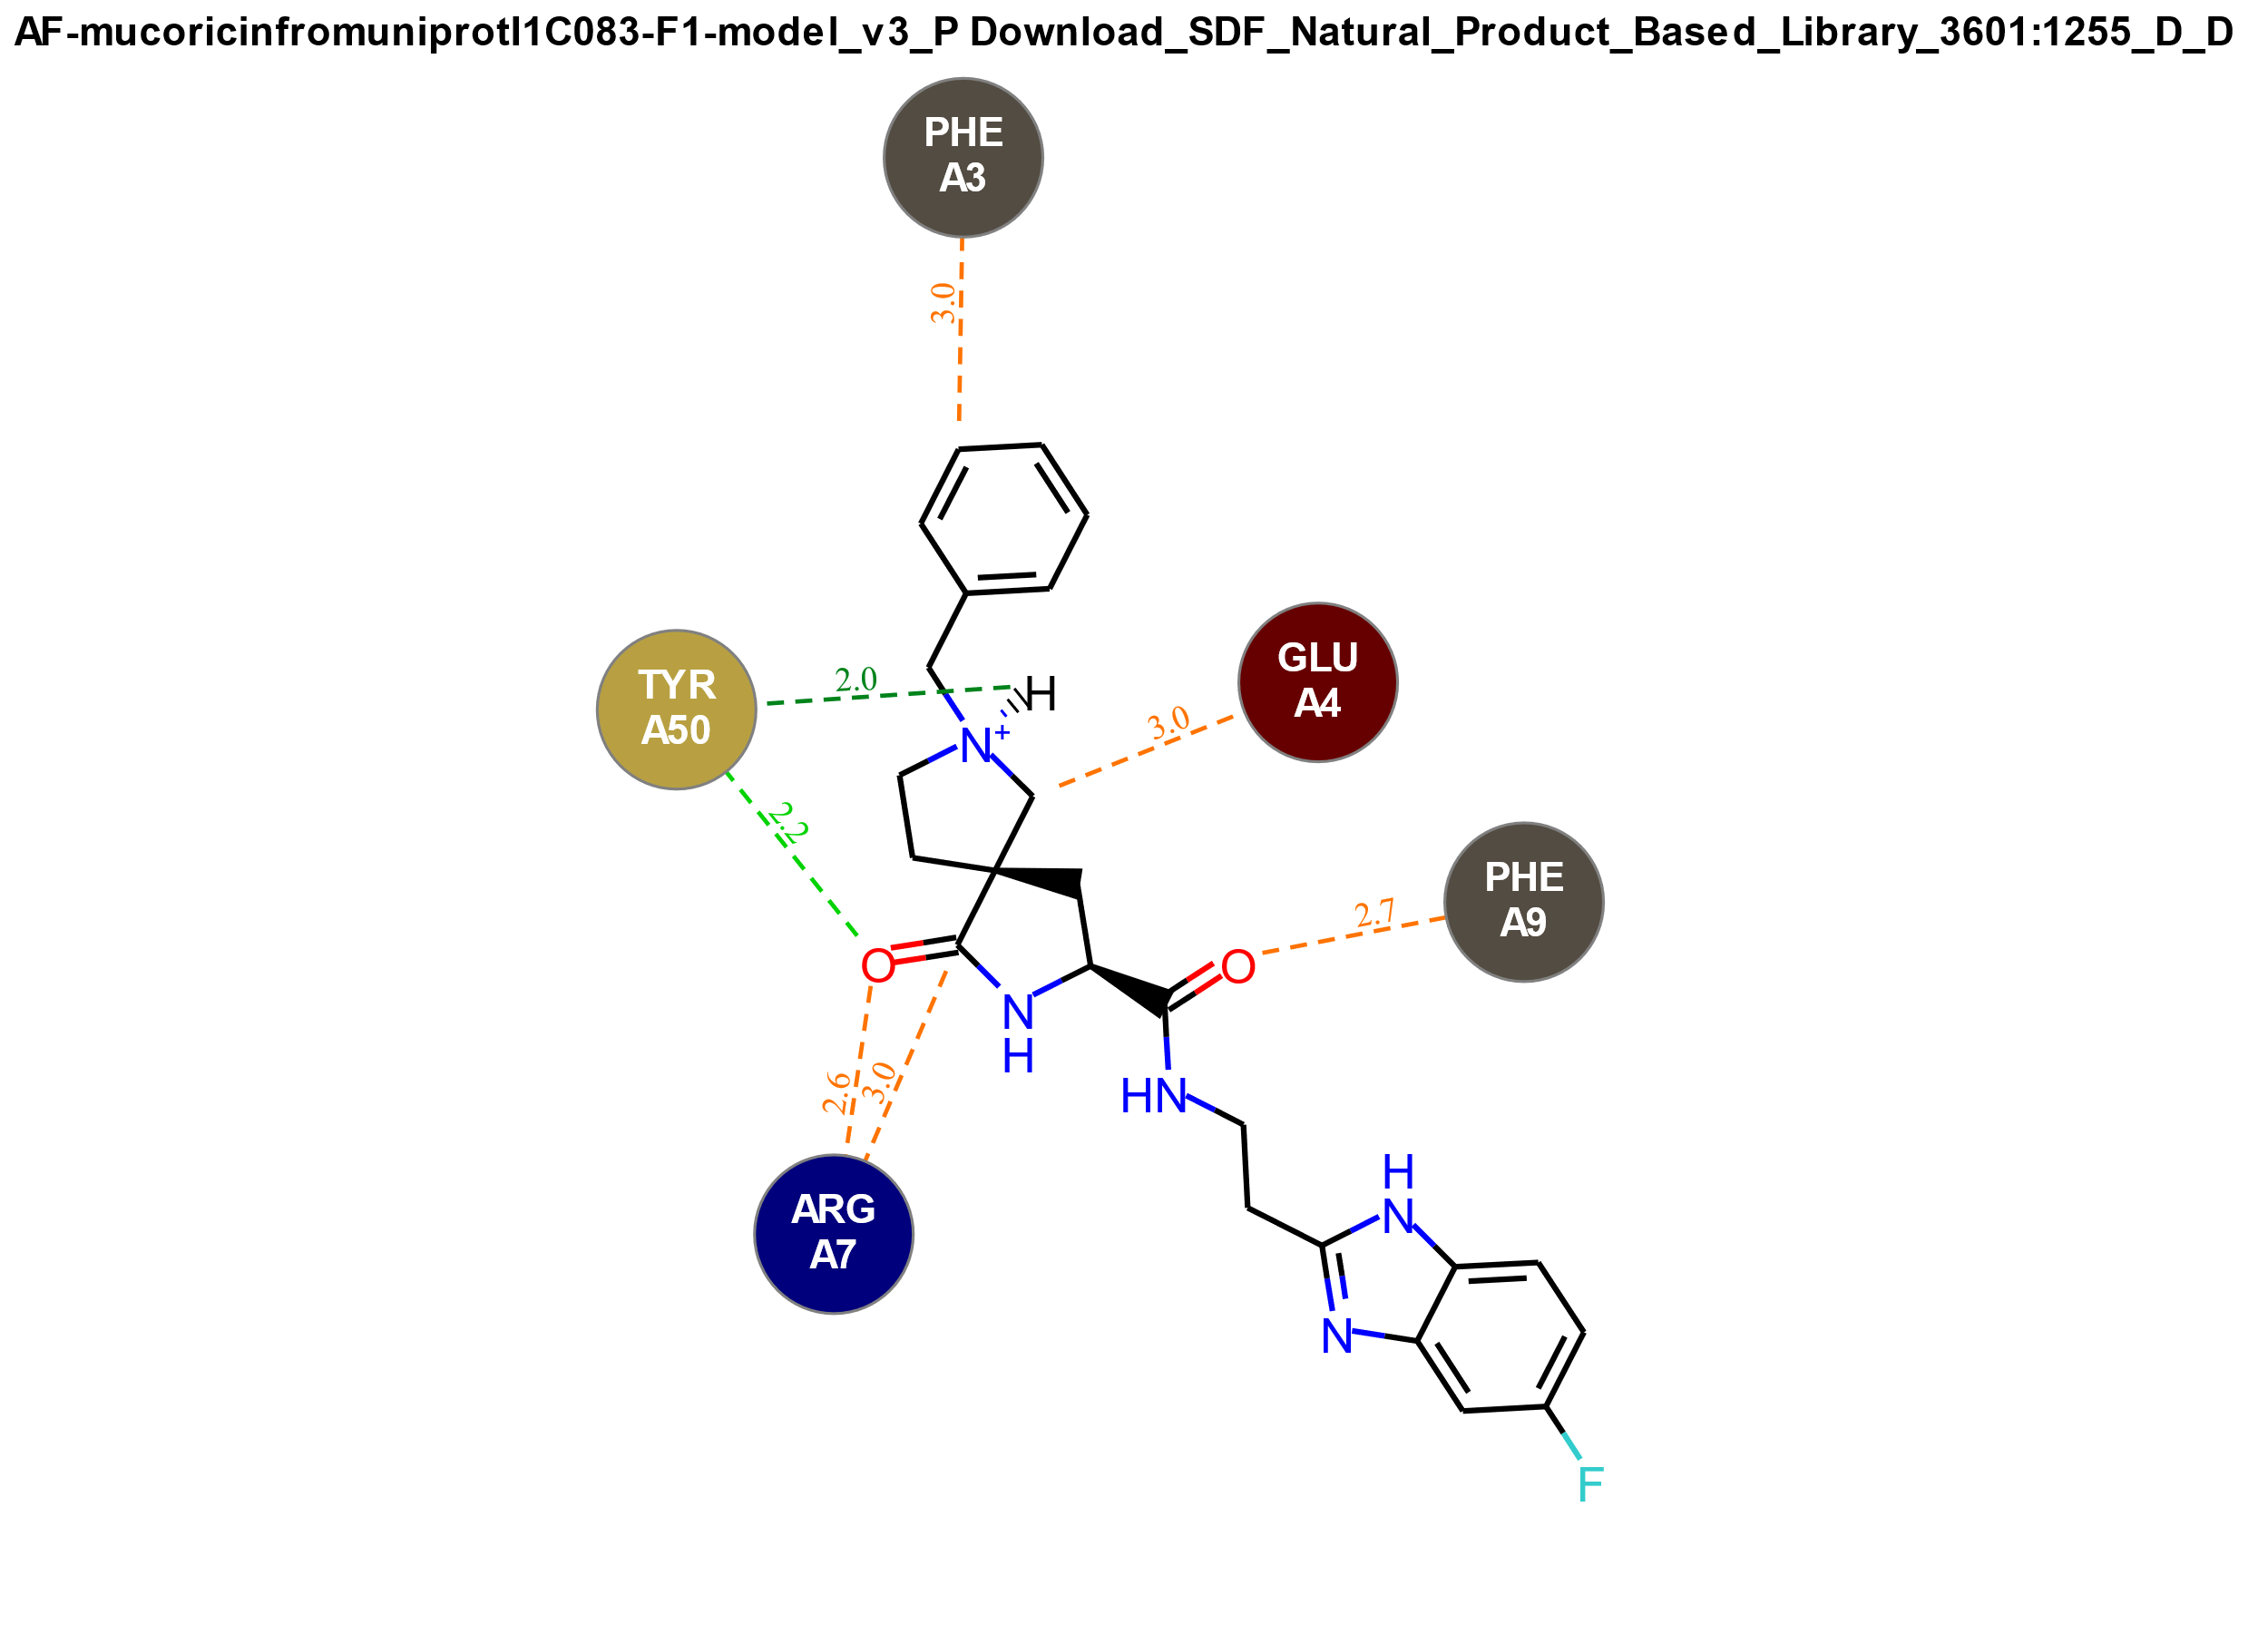 AF-mucoricinfromuniprotI1C083-F1-model_v3_P Download_SDF_Natural_Product_Based_Library_3601:1255_D_D
PHE
A3
3.0
TYR
A50
2.0
H
GLU
A4
3.0
N+
2.2
PHE
A9
2.7
O
O
N
H
HN
2.6
3.0
ARG
A7
H
N
N
F